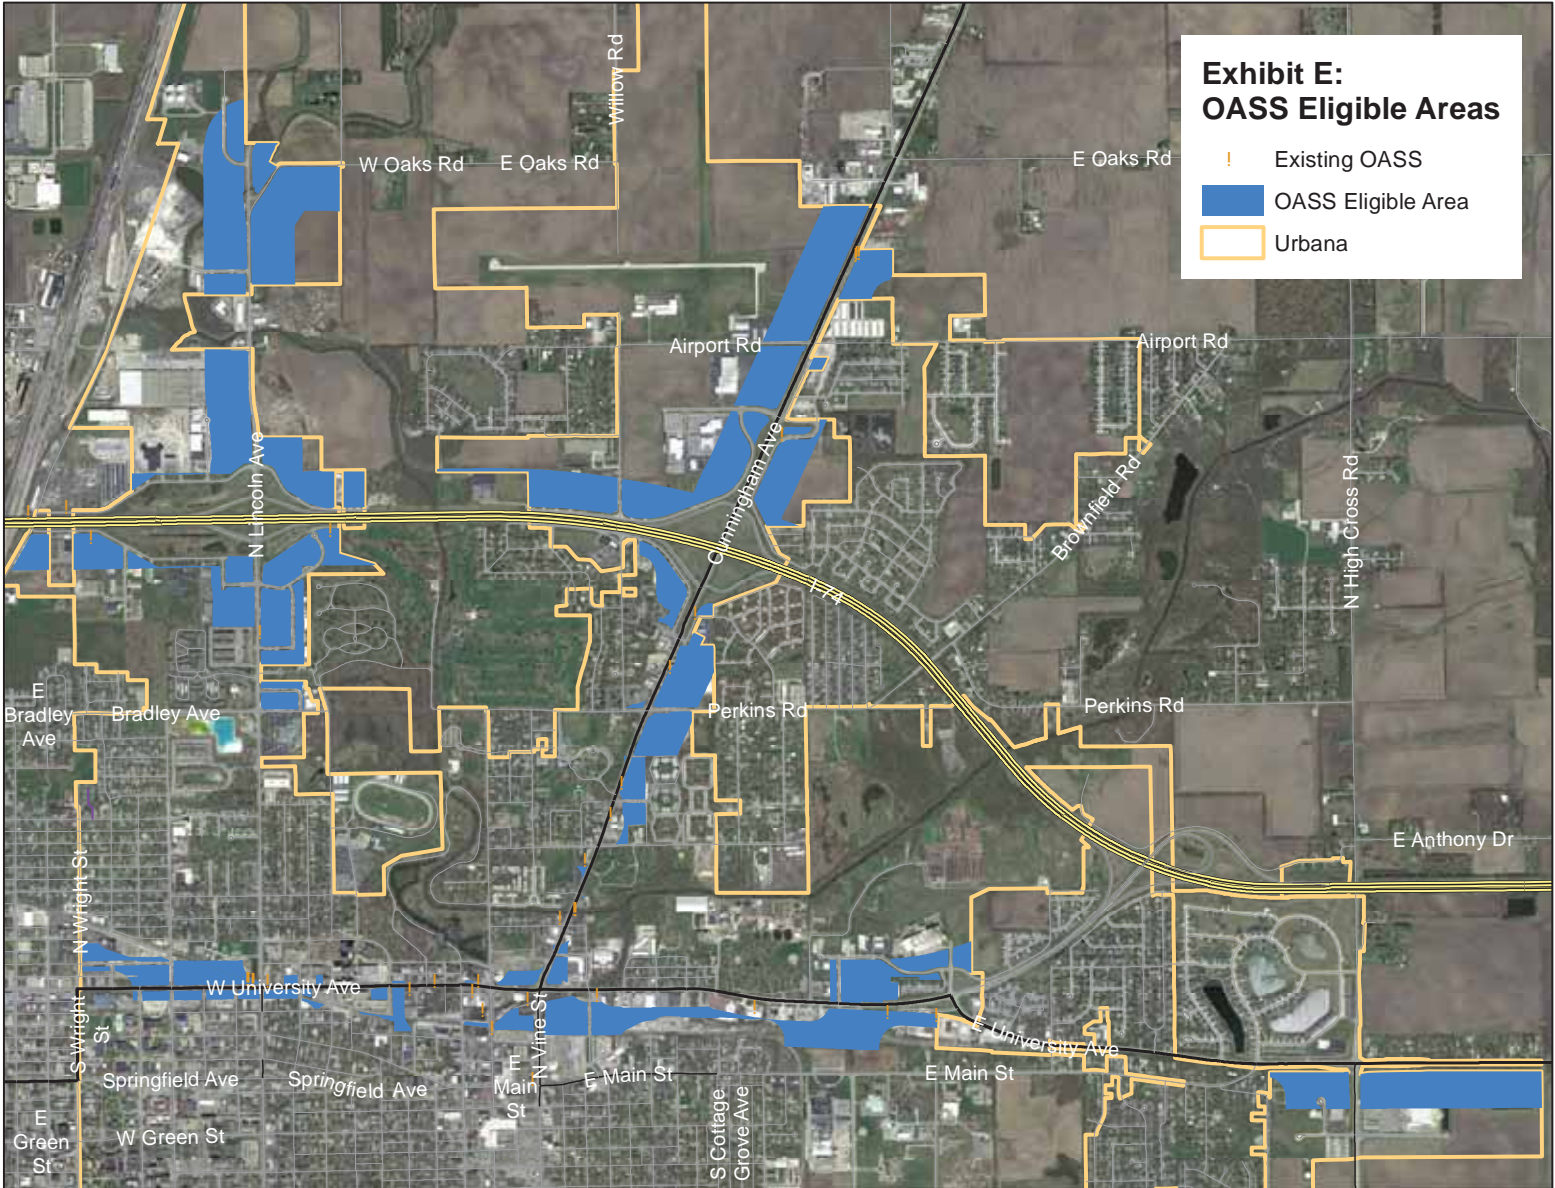 Exhibit E:
OASS Eligible Areas
! Existing OASS
OASS Eligible Area
Urbana
Willow Rd
W Oaks Rd
E Oaks Rd
E Oaks Rd
Airport Rd
Airport Rd
N Lincoln Ave
Cunningham Ave
Brownfield Rd
N High Cross Rd
I-74
E
Bradley
Ave
Bradley Ave
Perkins Rd
Perkins Rd
E Anthony Dr
N Wright St
S Wright
St
W University Ave
N Vine St
E University Ave
Springfield Ave
Springfield Ave
E
Main
St
E Main St
E Main St
E
Green
St
W Green St
S Cottage
Grove Ave